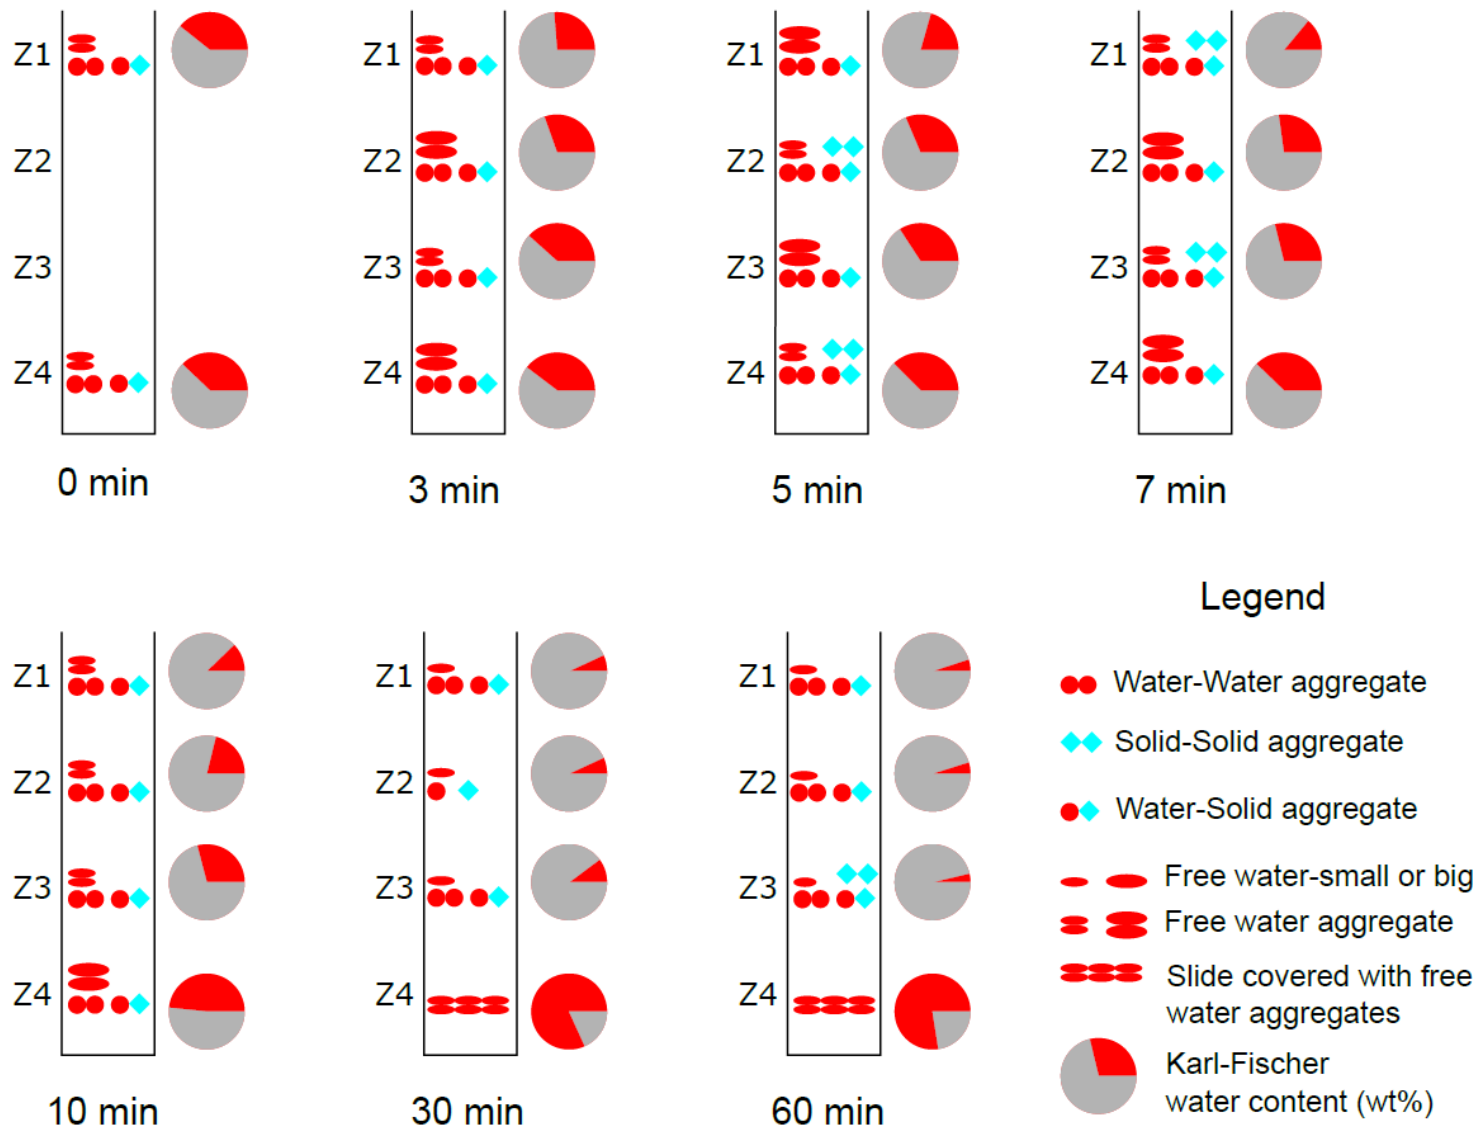 Z1
Z2
Z3
Z4
0 min
Z1
Z2
Z3
Z4
3 min
Z1
Z2
Z3
Z4
5 min
Z1
Z2
Z3
Z4
7 min
Z1
Z2
Z3
Z4
10 min
Z1
Z2
Z3
Z4
30 min
Z1
Z2
Z3
Z4
60 min
Legend
Water-Water aggregate
Solid-Solid aggregate
Water-Solid aggregate
Free water-small or big
Free water aggregate
Slide covered with free
water aggregates
Karl-Fischer
water content (wt%)